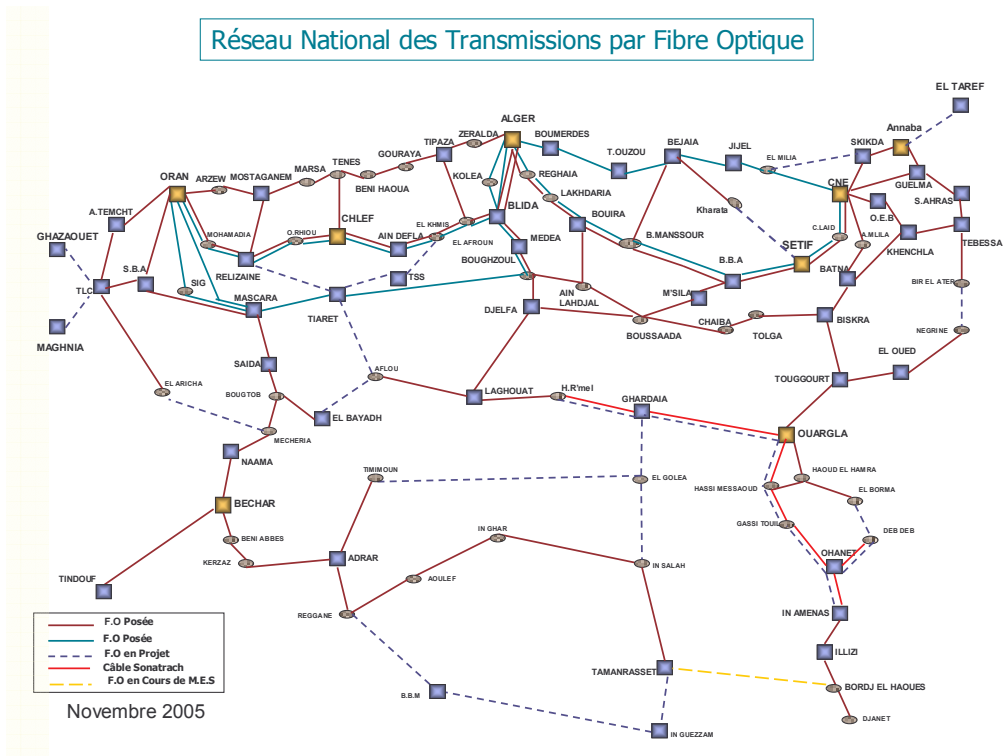 Réseau National des Transmissions par Fibre Optique
EL TAREF
ALGER
Annaba
ZERALDA
BOUMERDES
TIPAZA
GOURAYA
TENES
MARSA
BENI HAOUA
T.OUZOU
BEJAIA
JIJEL
EL MILIA
SKIKDA
ORAN
ARZEW
MOSTAGANEM
KOLEA
REGHAIA
LAKHDARIA
CNE
GUELMA
S.AHRAS
A.TEMCHT
CHLEF
BLIDA
BOUIRA
Kharata
O.E.B
GHAZAOUET
MOHAMADIA
O.RHIOU
EL KHMIS
AIN DEFLA
EL AFROUN
MEDEA
B.MANSSOUR
C.LAID
A.MLILA
KHENCHLA
TEBESSA
SETIF
RELIZAINE
BOUGHZOUL
B.B.A
BATNA
S.B.A
TLC
SIG
TSS
BIR EL ATER
MASCARA
TIARET
AIN
LAHDJAL
M'SILA
DJELFA
BOUSSAADA
CHAIBA
TOLGA
BISKRA
NEGRINE
MAGHNIA
SAIDA
AFLOU
EL OUED
EL ARICHA
BOUGTOB
TOUGGOURT
LAGHOUAT
H.R'mel
GHARDAIA
EL BAYADH
MECHERIA
OUARGLA
NAAMA
TIMIMOUN
EL GOLEA
HAOUD EL HAMRA
HASSI MESSAOUD
EL BORMA
BECHAR
GASSI TOUIL
DEB DEB
IN GHAR
BENI ABBES
OHANET
KERZAZ
ADRAR
IN SALAH
AOULEF
TINDOUF
REGGANE
IN AMENAS
ILLIZI
TAMANRASSET
BORDJ EL HAOUES
B.B.M
DJANET
IN GUEZZAM
F.O Posée
F.O Posée
F.O en Projet
Câble Sonatrach
F.O en Cours de M.E.S
Novembre 2005